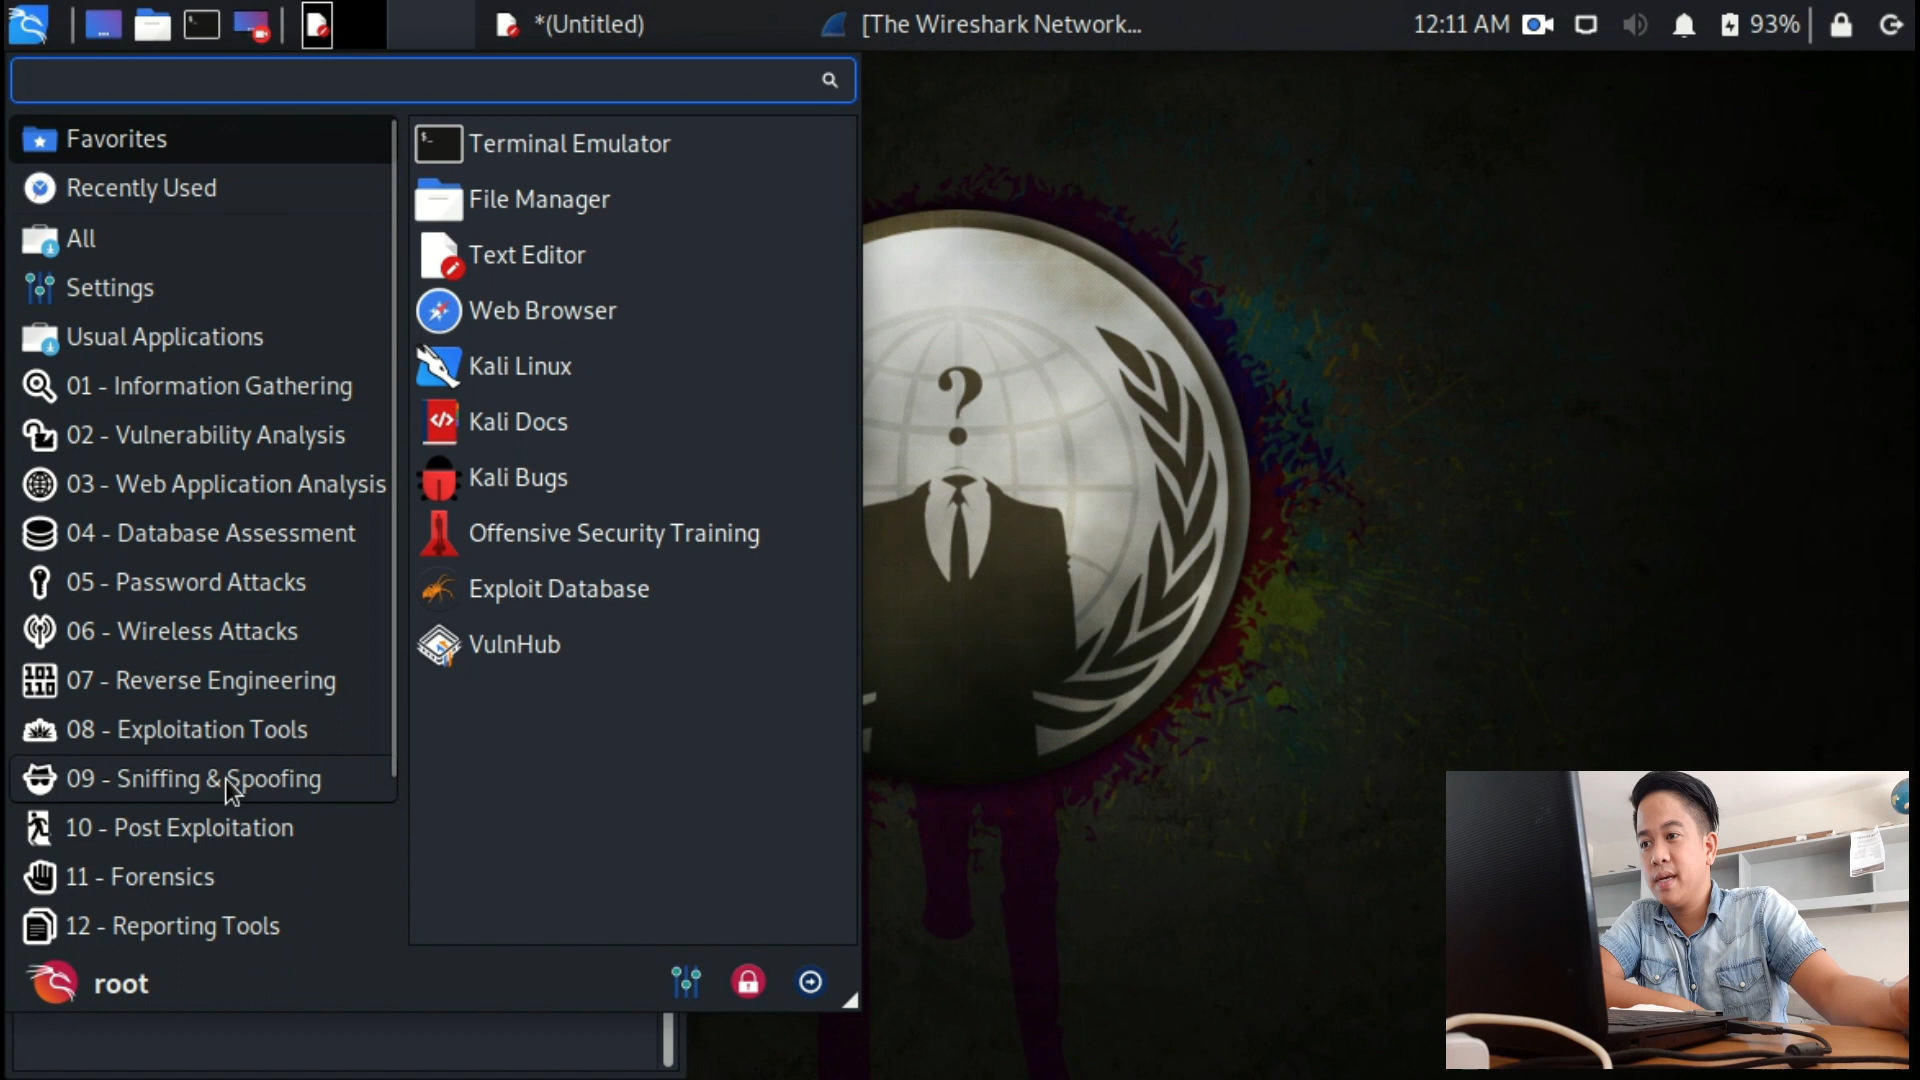 *(Untitled)
[The Wireshark Network...
12:11 AM
93%
Favorites
Recently Used
All
Settings
Usual Applications
01 - Information Gathering
02 - Vulnerability Analysis
03 - Web Application Analysis
04 - Database Assessment
05 - Password Attacks
06 - Wireless Attacks
07 - Reverse Engineering
08 - Exploitation Tools
09 - Sniffing & Spoofing
10 - Post Exploitation
11 - Forensics
12 - Reporting Tools
Terminal Emulator
File Manager
Text Editor
Web Browser
Kali Linux
Kali Docs
Kali Bugs
Offensive Security Training
Exploit Database
VulnHub
root
?